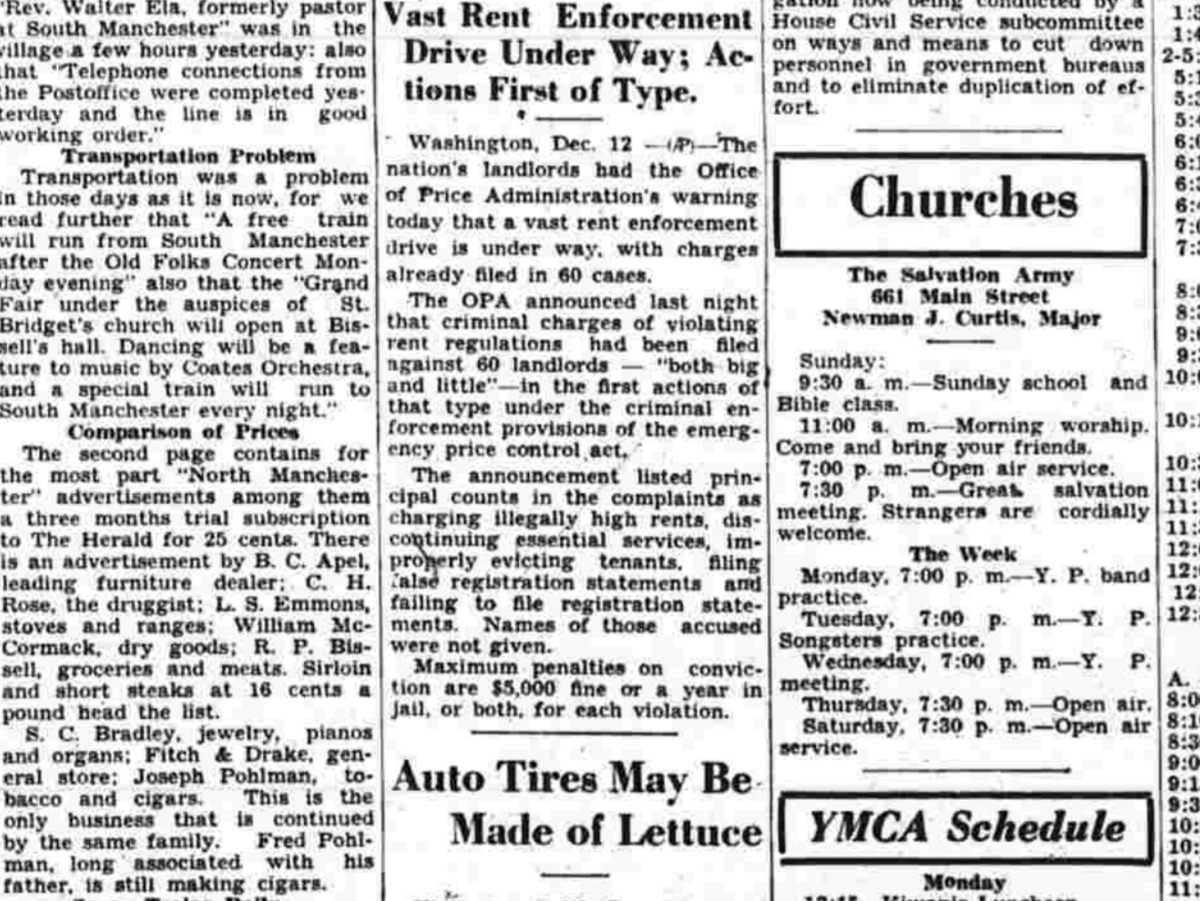 "Rev. Walter Ela, formerly pastor
at South Manchester" was in the
village a few hours yesterday: also
that "Telephone connections from
the Postoffice were completed yes-
terday and the line is in good
working order."
Transportation Problem
Transportation was a problem
in those days as it is now, for we
read further that "A free train
will run from South Manchester
after the Old Folks Concert Mon-
day evening" also that the "Grand
Fair under the auspices of St.
Bridget's church will open at Bis-
sell's hall. Dancing will be a fea-
ture to music by Coates Orchestra,
and a special train will run to
South Manchester every night."
Comparison of Prices
The second page contains for
the most part "North Manches-
ter" advertisements among them
a three months trial subscription
to The Herald for 25 cents. There
is an advertisement by B. C. Apel,
leading furniture dealer; C. H.
Rose, the druggist; L. S. Emmons,
stoves and ranges; William Mc-
Cormack, dry goods; R. P. Bis-
sell, groceries and meats. Sirloin
and short steaks at 16 cents a
pound head the list.
S. C. Bradley, jewelry, pianos
and organs; Fitch & Drake, gen-
eral store; Joseph Pohlman, to-
bacco and cigars. This is the
only business that is continued
by the same family. Fred Pohl-
man, long associated with his
father, is still making cigars.
Vast Rent Enforcement
Drive Under Way; Ac-
tions First of Type.
Washington, Dec. 12 —(AP)—The
nation's landlords had the Office
of Price Administration's warning
today that a vast rent enforcement
drive is under way, with charges
already filed in 60 cases.
The OPA announced last night
that criminal charges of violating
rent regulations had been filed
against 60 landlords — "both big
and little"—in the first actions of
that type under the criminal en-
forcement provisions of the emerg-
ency price control act.
The announcement listed prin-
cipal counts in the complaints as
charging illegally high rents, dis-
continuing essential services, im-
properly evicting tenants, filing
false registration statements and
failing to file registration state-
ments. Names of those accused
were not given.
Maximum penalties on convic-
tion are $5,000 fine or a year in
jail, or both, for each violation.
Auto Tires May Be
Made of Lettuce
gation now being conducted by a
House Civil Service subcommittee
on ways and means to cut down
personnel in government bureaus
and to eliminate duplication of ef-
fort.
Churches
The Salvation Army
661 Main Street
Newman J. Curtis, Major
Sunday:
9:30 a. m.—Sunday school and
Bible class.
11:00 a. m.—Morning worship.
Come and bring your friends.
7:00 p. m.—Open air service.
7:30 p. m.—Great salvation
meeting. Strangers are cordially
welcome.
The Week
Monday, 7:00 p. m.—Y. P. band
practice.
Tuesday, 7:00 p. m.—Y. P.
Songsters practice.
Wednesday, 7:00 p. m.—Y. P.
meeting.
Thursday, 7:30 p. m.—Open air.
Saturday, 7:30 p. m.—Open air
service.
YMCA Schedule
Monday